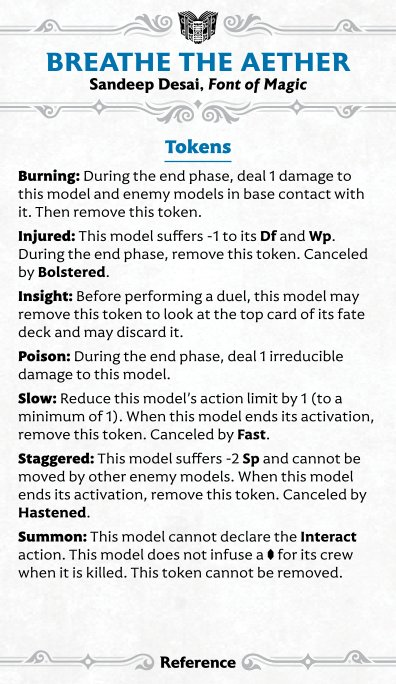 BREATHE THE AETHER
Sandeep Desai, Font of Magic
Tokens
Burning: During the end phase, deal 1 damage to
this model and enemy models in base contact with
it. Then remove this token.
Injured: This model suffers -1 to its Df and Wp.
During the end phase, remove this token. Canceled
by Bolstered.
Insight: Before performing a duel, this model may
remove this token to look at the top card of its fate
deck and may discard it.
Poison: During the end phase, deal 1 irreducible
damage to this model.
Slow: Reduce this model's action limit by 1 (to a
minimum of 1). When this model ends its activation,
remove this token. Canceled by Fast.
Staggered: This model suffers -2 Sp and cannot be
moved by other enemy models. When this model
ends its activation, remove this token. Canceled by
Hastened.
Summon: This model cannot declare the Interact
action. This model does not infuse a for its crew
when it is killed. This token cannot be removed.
Reference